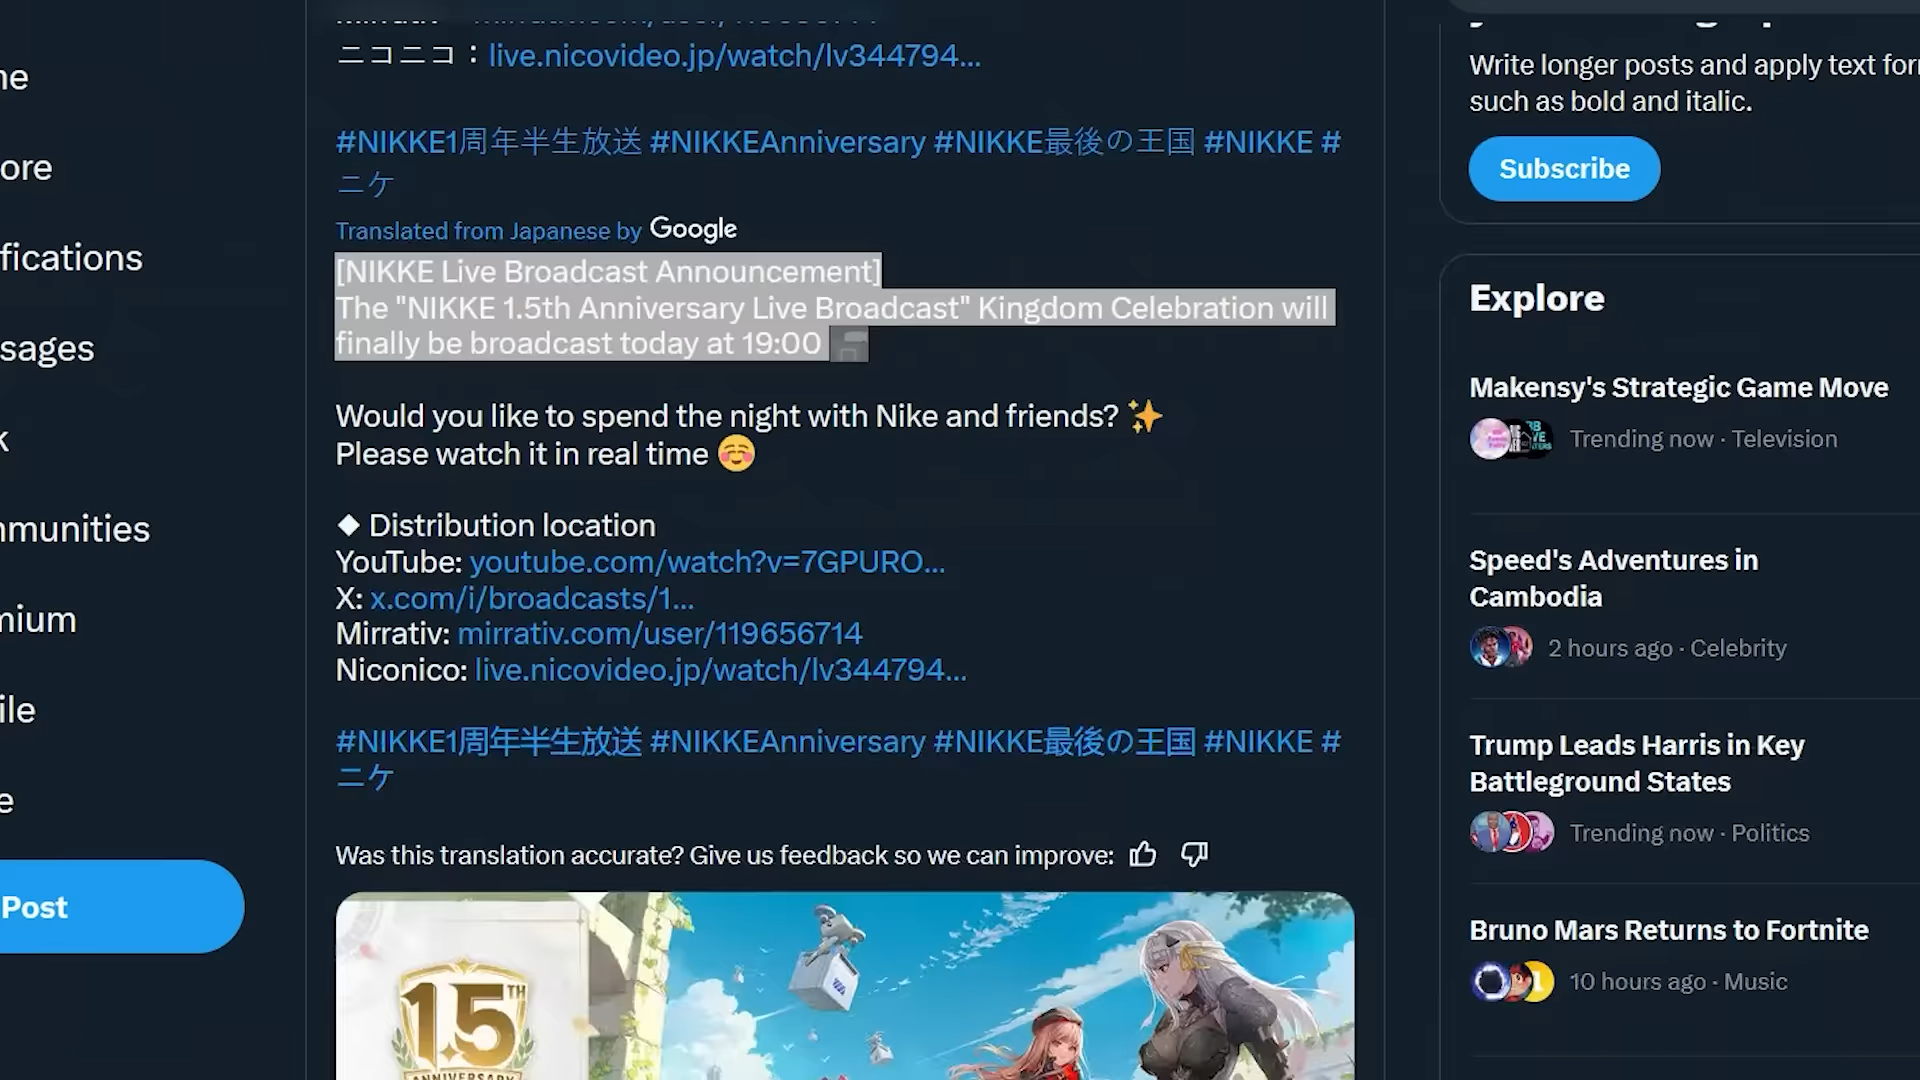 ニコニコ：live.nicovideo.jp/watch/lv344794...
#NIKKE1周年半生放送 #NIKKEAnniversary #NIKKE最後の王国 #NIKKE #
ニケ
Translated from Japanese by Google
[NIKKE Live Broadcast Announcement]
The "NIKKE 1.5th Anniversary Live Broadcast" Kingdom Celebration will
finally be broadcast today at 19:00
Would you like to spend the night with Nike and friends? ✨
Please watch it in real time ☺️
◆ Distribution location
YouTube: youtube.com/watch?v=7GPURO...
X: x.com/i/broadcasts/1...
Mirrativ: mirrativ.com/user/119656714
Niconico: live.nicovideo.jp/watch/lv344794...
#NIKKE1周年半生放送 #NIKKEAnniversary #NIKKE最後の王国 #NIKKE #
ニケ
Was this translation accurate? Give us feedback so we can improve:
1.5TH
ANNIVERSARY
ne
ore
fications
sages
k
mmunities
mium
ile
e
Post
Write longer posts and apply text for
such as bold and italic.
Subscribe
Explore
Makensy's Strategic Game Move
Trending now · Television
Speed's Adventures in
Cambodia
2 hours ago · Celebrity
Trump Leads Harris in Key
Battleground States
Trending now · Politics
Bruno Mars Returns to Fortnite
10 hours ago · Music